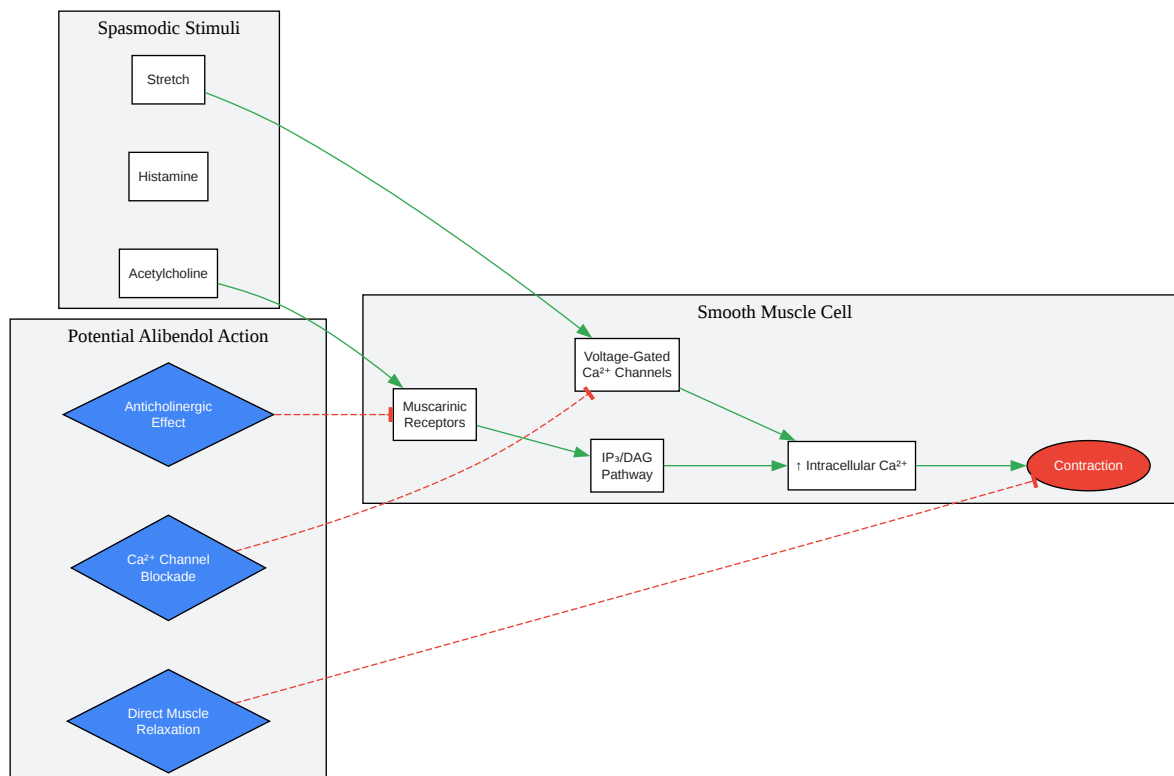 Spasmodic Stimuli
Stretch
Histamine
Acetylcholine
Potential Alibendol Action
Anticholinergic
Effect
Ca²⁺ Channel
Blockade
Direct Muscle
Relaxation
Smooth Muscle Cell
Voltage-Gated
Ca²⁺ Channels
Muscarinic
Receptors
IP₃/DAG
Pathway
↑ Intracellular Ca²⁺
Contraction